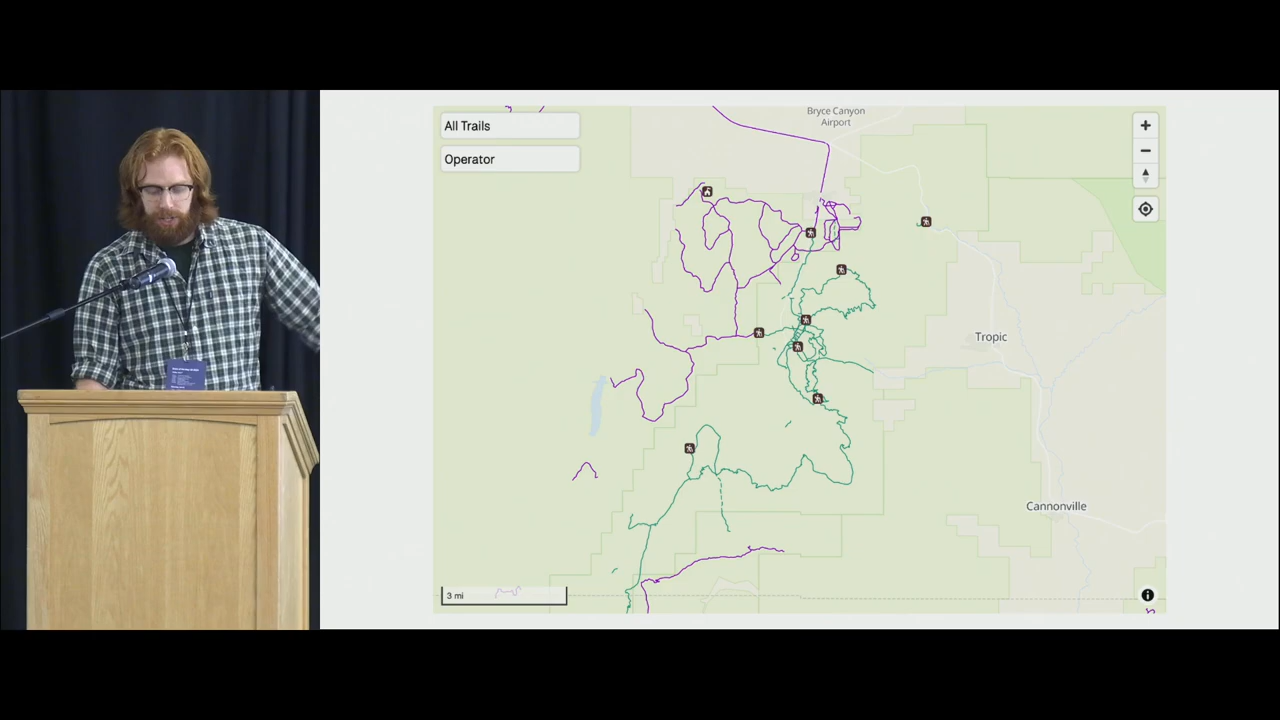 All Trails
Operator
Bryce Canyon
Airport
Tropic
Cannonville
3 mi